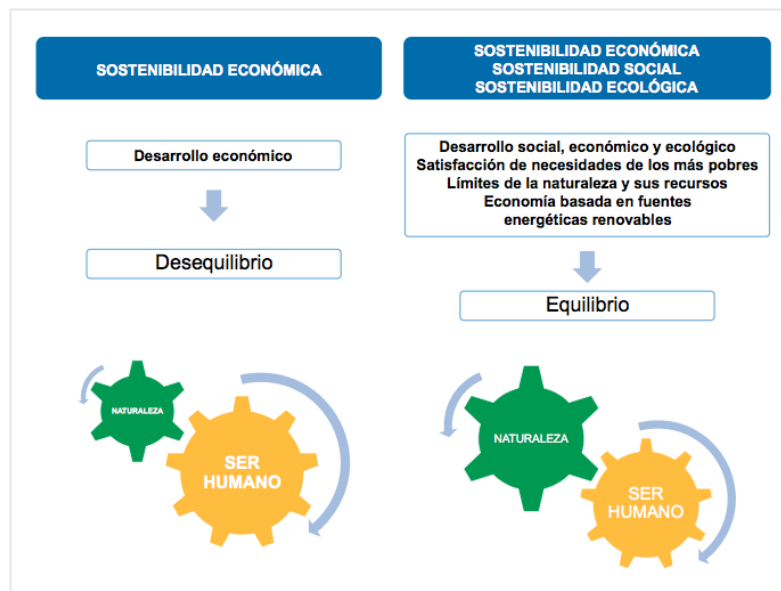 SOSTENIBILIDAD ECONÓMICA
Desarrollo económico
Desequilibrio
NATURALEZA
SER
HUMANO
SOSTENIBILIDAD ECONÓMICA
SOSTENIBILIDAD SOCIAL
SOSTENIBILIDAD ECOLÓGICA
Desarrollo social, económico y ecológico
Satisfacción de necesidades de los más pobres
Límites de la naturaleza y sus recursos
Economía basada en fuentes
energéticas renovables
Equilibrio
NATURALEZA
SER
HUMANO